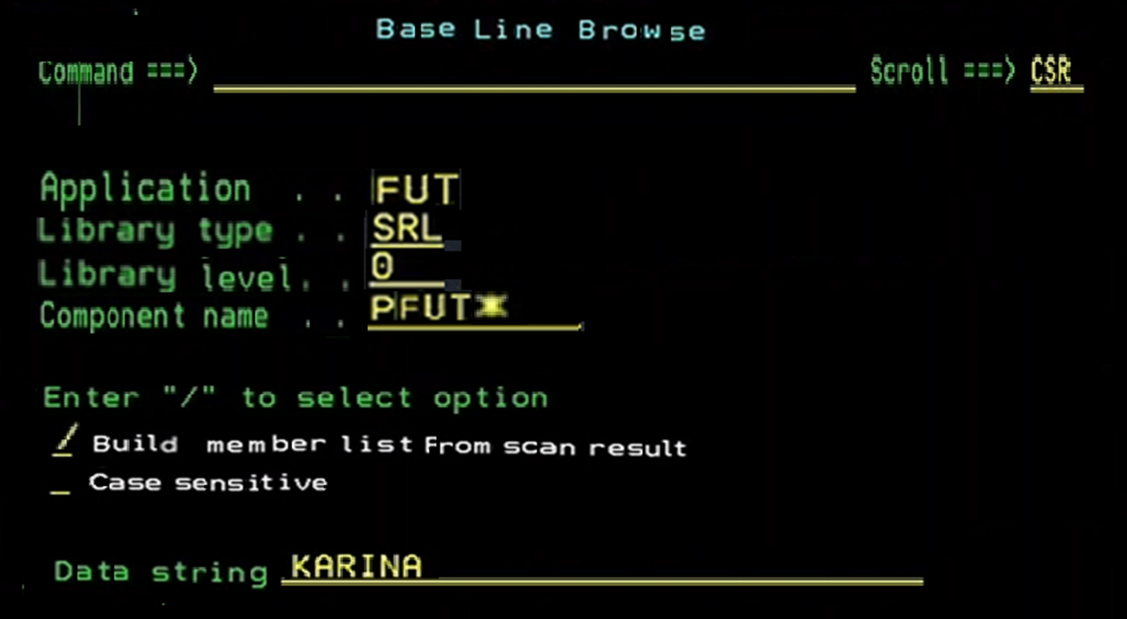 Base Line Browse
Command ===> Scroll ===> CSR
Application . . FUT
Library type . . SRL
Library level. . 0
Component name . . PFUT*
Enter "/" to select option
/ Build member list From scan result
_ Case sensitive
Data string KARINA